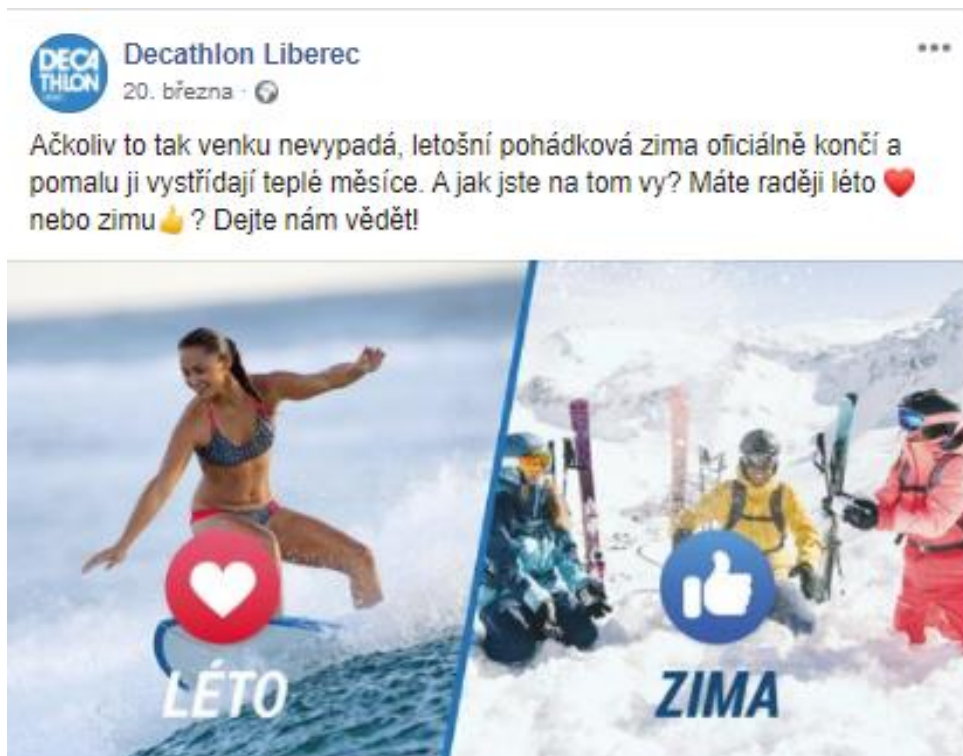 DECA
THLON
Decathlon Liberec
20. března ·
Ačkoliv to tak venku nevypadá, letošní pohádková zima oficiálně končí a
pomalu ji vystřídají teplé měsíce. A jak jste na tom vy? Máte raději léto ❤️
nebo zimu👍? Dejte nám vědět!
LÉTO
ZIMA